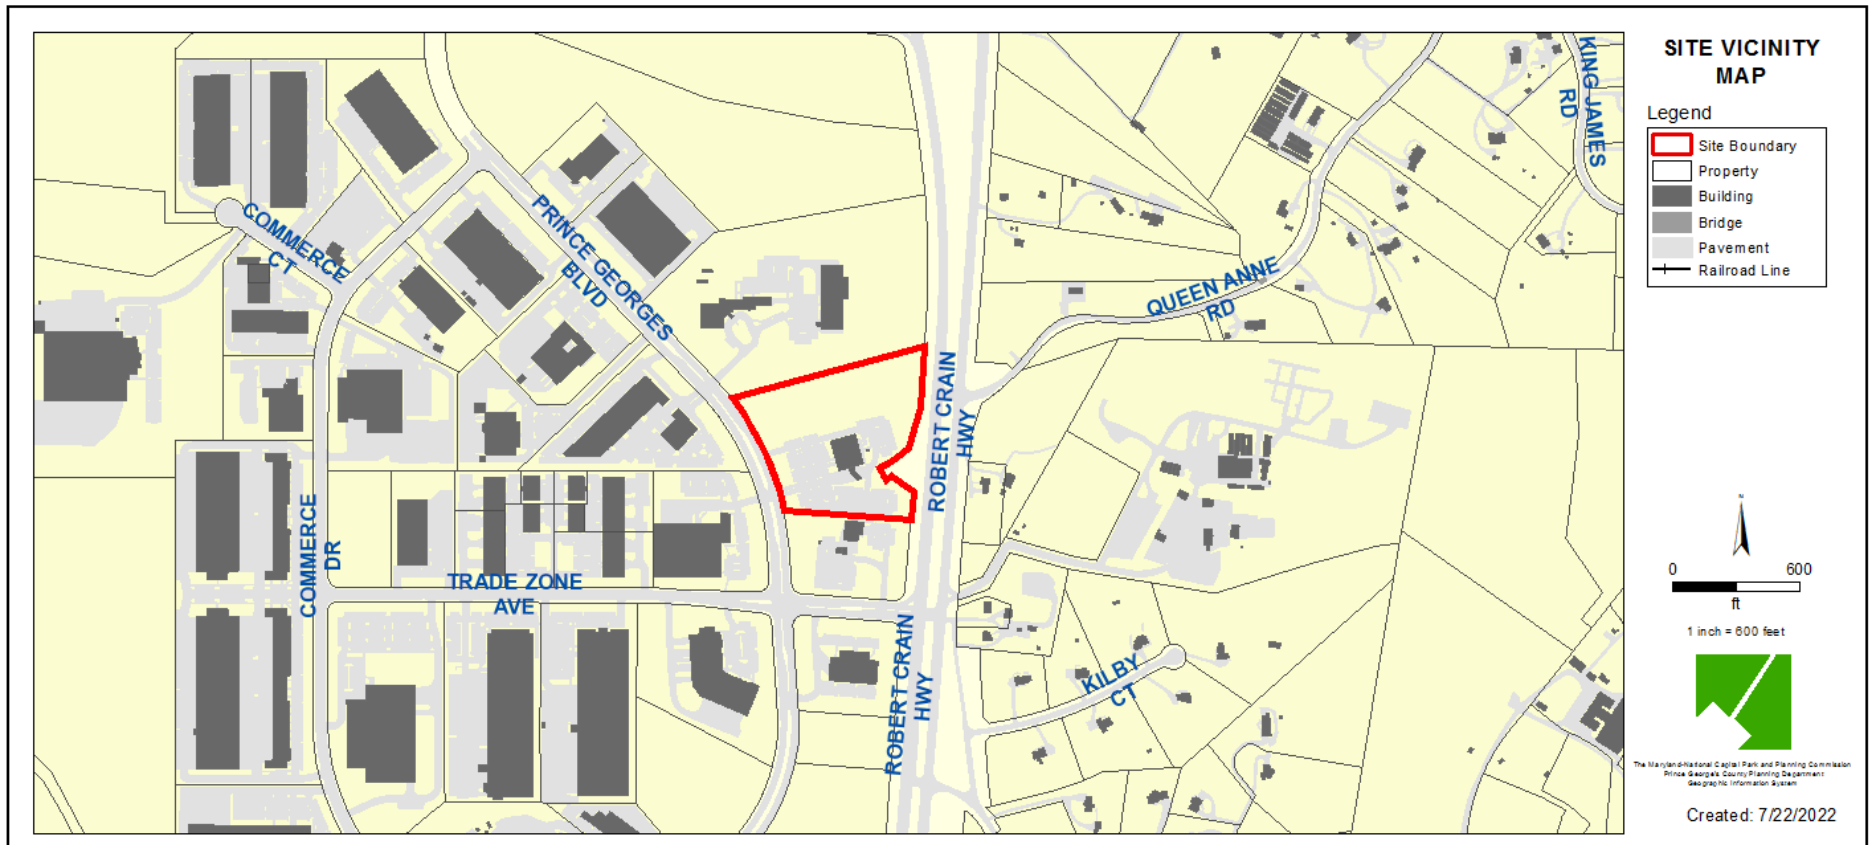 SITE VICINITY
MAP
Legend
Site Boundary
Property
Building
Bridge
Pavement
Railroad Line
KING JAMES
RD
COMMERCE
CT
PRINCE GEORGES
BLVD
QUEEN ANNE
RD
ROBERT CRAIN
HWY
COMMERCE
DR
TRADE ZONE
AVE
ROBERT CRAIN
HWY
KILBY
CT
N
0 600
ft
1 inch = 600 feet
The Maryland-National Capital Park and Planning Commission
Prince George's County Planning Department
Geographic Information System
Created: 7/22/2022